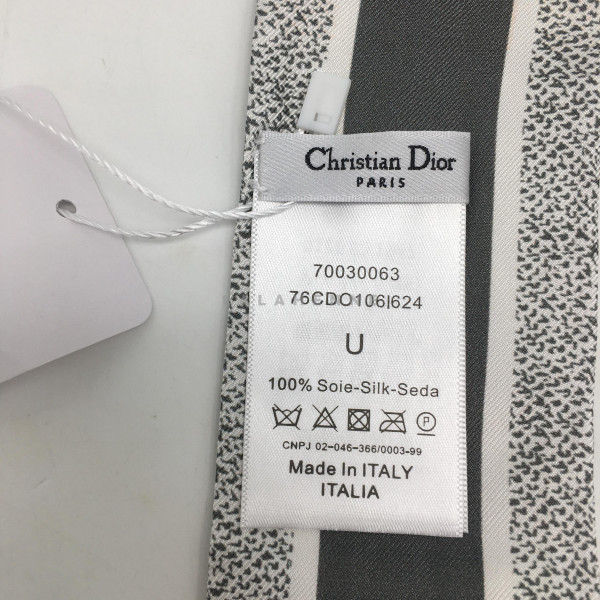 Christian Dior
PARIS
70030063
76CDO106I624
U
100% Soie-Silk-Seda
P
CNPJ 02-046-366/0003-99
Made In ITALY
ITALIA